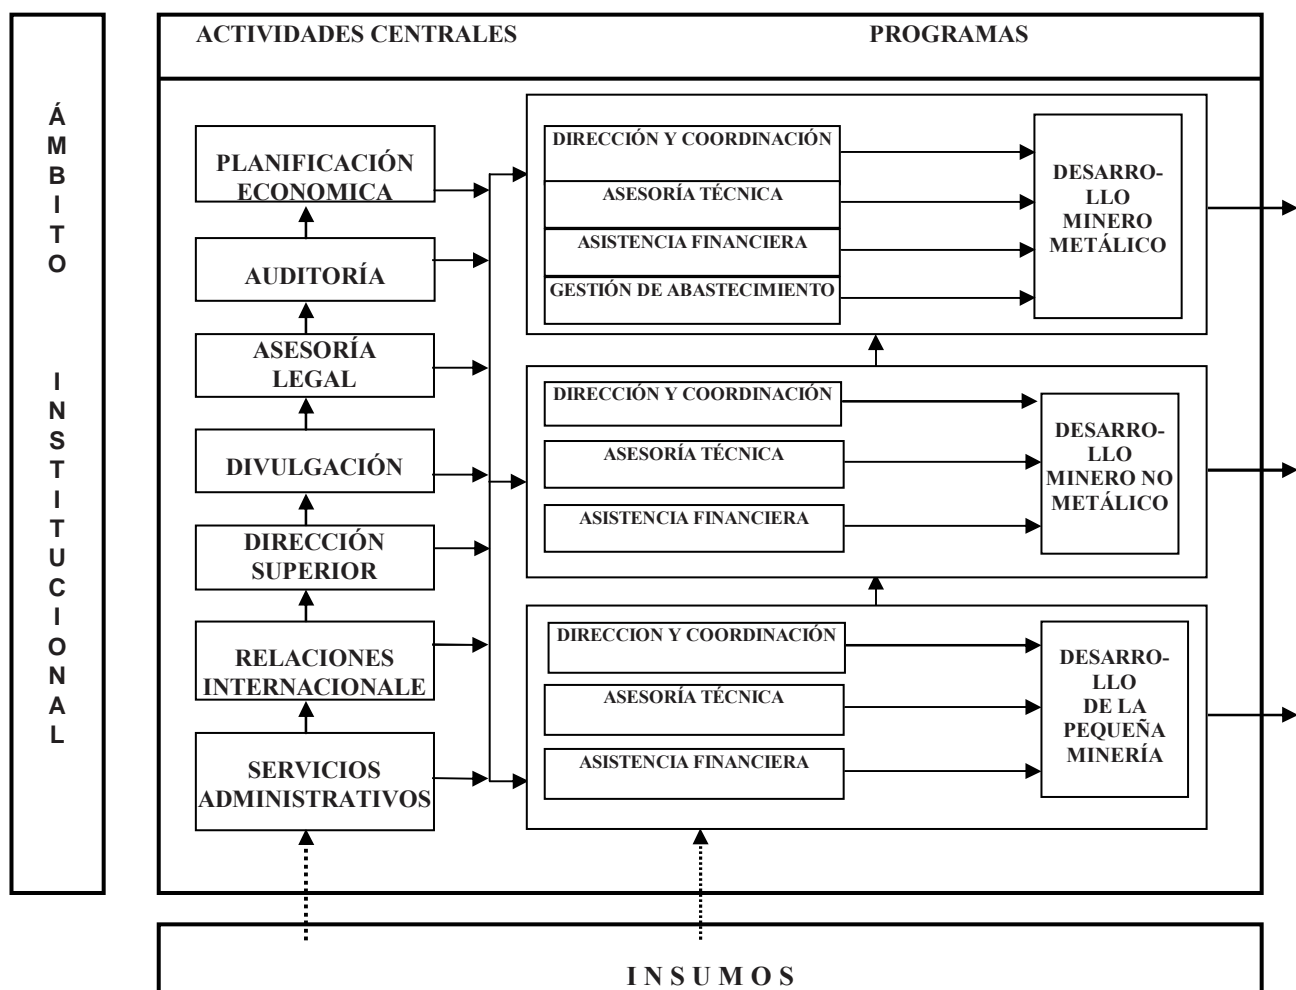 ÁMBITO
INSTITUCIONAL
ACTIVIDADES CENTRALES
PROGRAMAS
PLANIFICACIÓN
ECONOMICA
AUDITORÍA
ASESORÍA
LEGAL
DIVULGACIÓN
DIRECCIÓN
SUPERIOR
RELACIONES
INTERNACIONALE
SERVICIOS
ADMINISTRATIVOS
DIRECCIÓN Y COORDINACIÓN
ASESORÍA TÉCNICA
ASISTENCIA FINANCIERA
GESTIÓN DE ABASTECIMIENTO
DESARRO-
LLO
MINERO
METÁLICO
DIRECCIÓN Y COORDINACIÓN
ASESORÍA TÉCNICA
ASISTENCIA FINANCIERA
DESARRO-
LLO
MINERO NO
METÁLICO
DIRECCION Y COORDINACIÓN
ASESORÍA TÉCNICA
ASISTENCIA FINANCIERA
DESARRO-
LLO
DE LA
PEQUEÑA
MINERÍA
I N S U M O S